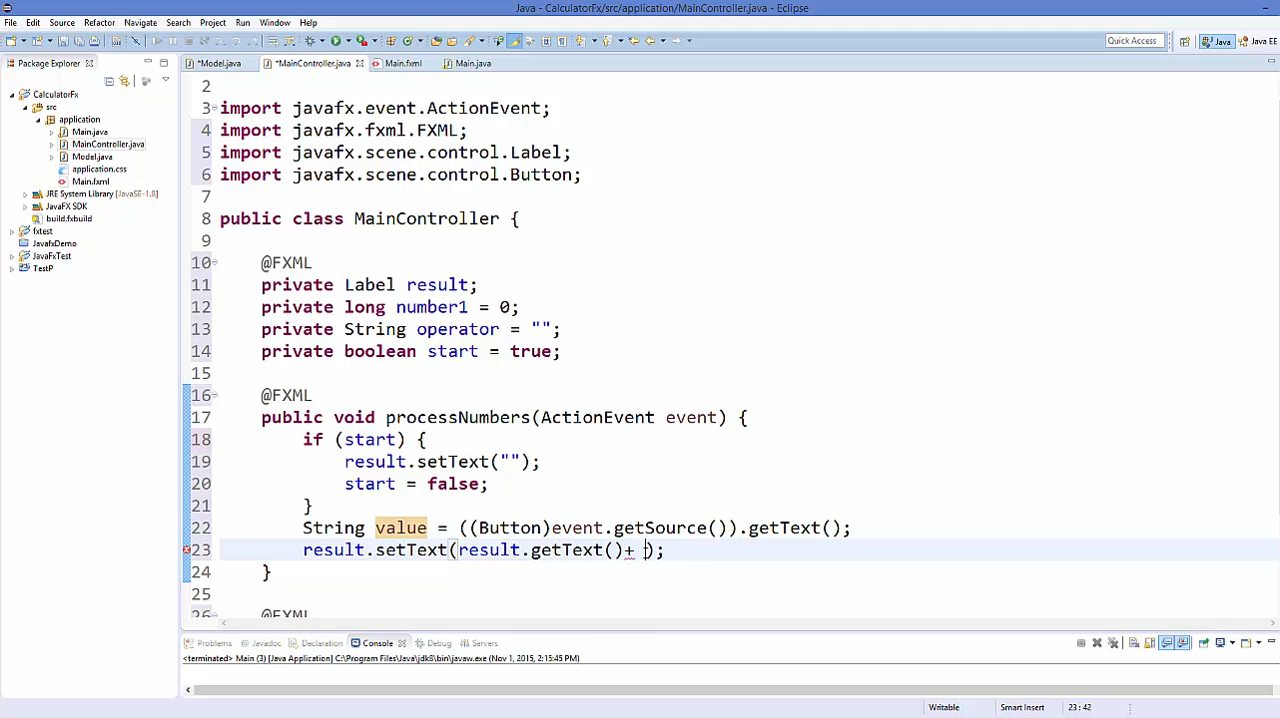 Java - CalculatorFx/src/application/MainController.java - Eclipse
File Edit Source Refactor Navigate Search Project Run Window Help
Quick Access Java Java EE
Package Explorer
*Model.java *MainController.java Main.fxml Main.java
CalculatorFx
src
application
Main.java
MainController.java
Model.java
application.css
Main.fxml
JRE System Library [JavaSE-1.8]
JavaFX SDK
build.fxbuild
fxtest
JavafxDemo
JavaFxTest
TestP
2
3 import javafx.event.ActionEvent;
4 import javafx.fxml.FXML;
5 import javafx.scene.control.Label;
6 import javafx.scene.control.Button;
7
8 public class MainController {
9
10 @FXML
11 private Label result;
12 private long number1 = 0;
13 private String operator = "";
14 private boolean start = true;
15
16 @FXML
17 public void processNumbers(ActionEvent event) {
18 if (start) {
19 result.setText("");
20 start = false;
21 }
22 String value = ((Button)event.getSource()).getText();
23 result.setText(result.getText()+ );
24 }
25
26 @FXML
Problems Javadoc Declaration Console Debug Servers
<terminated> Main (3) [Java Application] C:\Program Files\Java\jdk8\bin\javaw.exe (Nov 1, 2015, 2:15:45 PM)
Writable Smart Insert 23 : 42